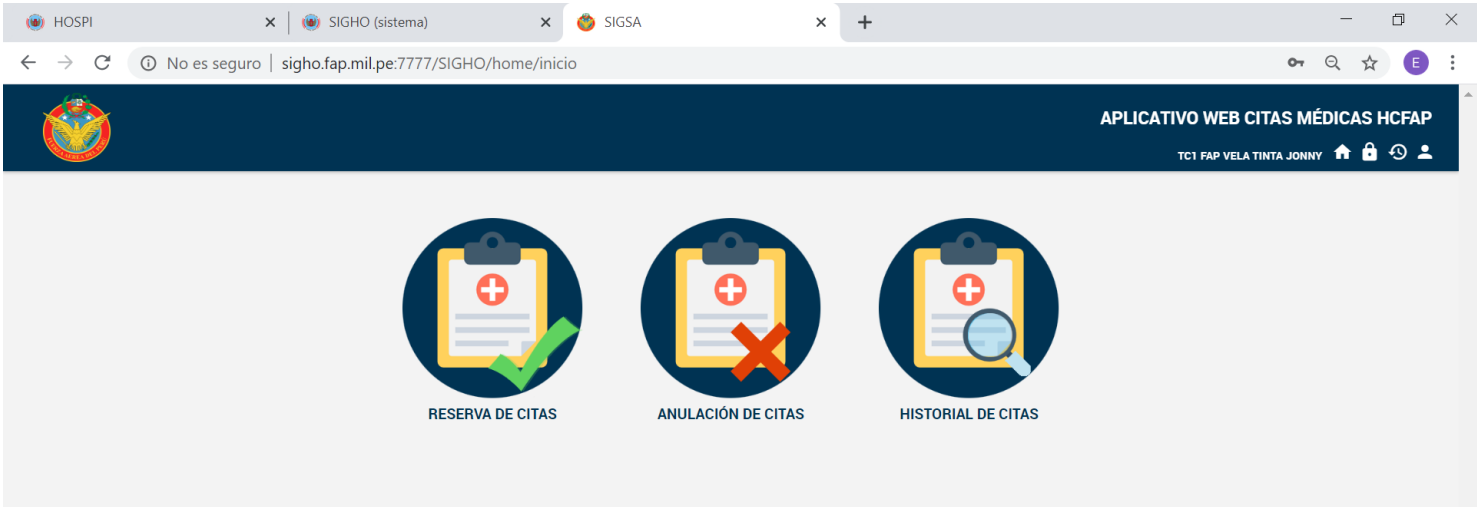 HOSPI
SIGHO (sistema)
SIGSA
No es seguro | sigho.fap.mil.pe:7777/SIGHO/home/inicio
E
APLICATIVO WEB CITAS MÉDICAS HCFAP
TC1 FAP VELA TINTA JONNY
RESERVA DE CITAS
ANULACIÓN DE CITAS
HISTORIAL DE CITAS